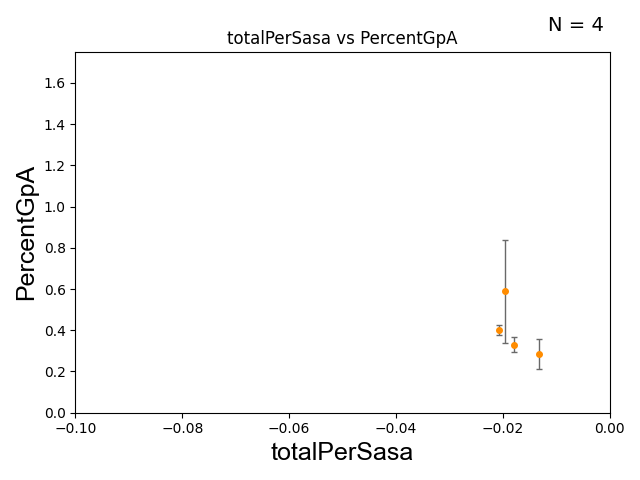 N = 4
totalPerSasa vs PercentGpA
PercentGpA
1.6
1.4
1.2
1.0
0.8
0.6
0.4
0.2
0.0
−0.10 −0.08 −0.06 −0.04 −0.02 0.00
totalPerSasa